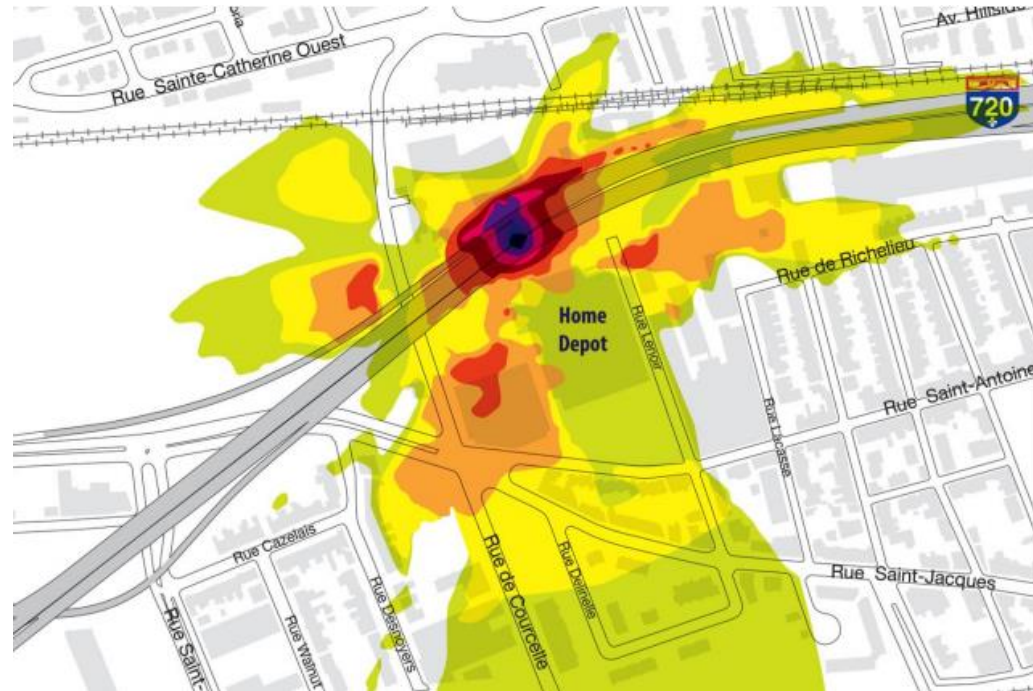 Rue Sainte-Catherine Ouest
Av. Hillside
720
Rue de Richelieu
Home
Depot
Rue Lenoir
Rue Saint-Antoine
Rue Lacasse
Rue Cazelais
Rue de Courcelle
Rue Delinelle
Rue Saint-Jacques
Rue Desnoyers
Rue Walnut
Rue Saint-